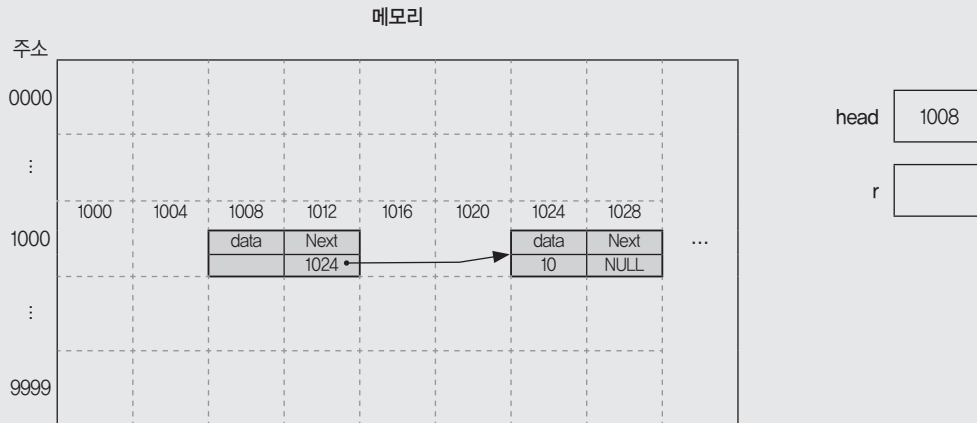 메모리
주소
0000
head 1008
⋮
r
1000 1004 1008 1012 1016 1020 1024 1028
1000 data Next data Next ...
1024 10 NULL
⋮
9999